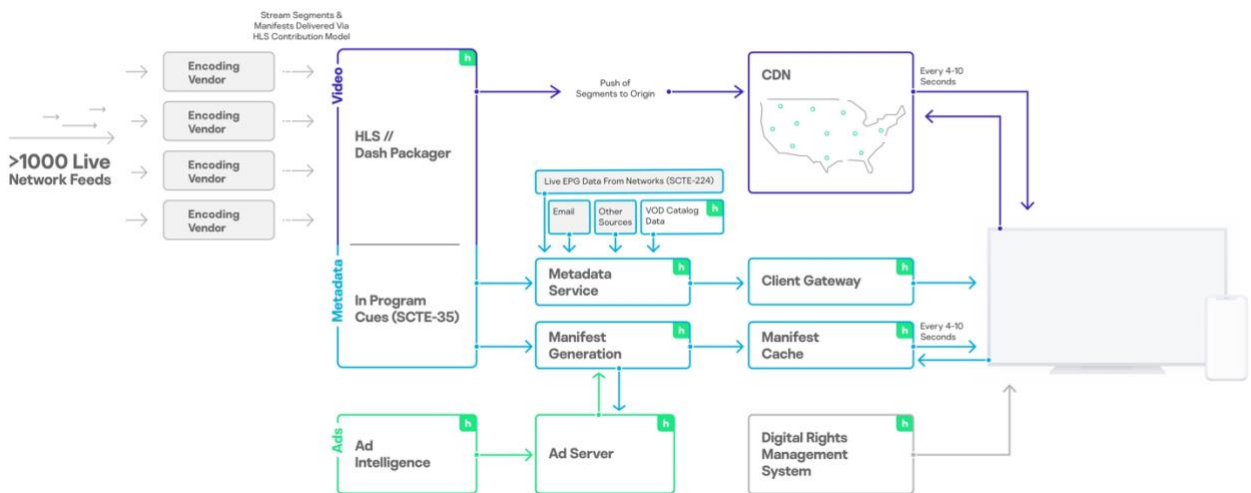 Stream Segments &
Manifests Delivered Via
HLS Contribution Model
>1000 Live
Network Feeds
Encoding
Vendor
Encoding
Vendor
Encoding
Vendor
Encoding
Vendor
Video
h
HLS //
Dash Packager
Metadata
In Program
Cues (SCTE-35)
Push of
Segments to Origin
CDN
Every 4-10
Seconds
Live EPG Data From Networks (SCTE-224)
Email
Other
Sources
VOD Catalog
Data
h
Metadata
Service
h
Client Gateway
h
Manifest
Generation
h
Manifest
Cache
h
Every 4-10
Seconds
Ads
Ad
Intelligence
h
Ad Server
h
Digital Rights
Management
System
h